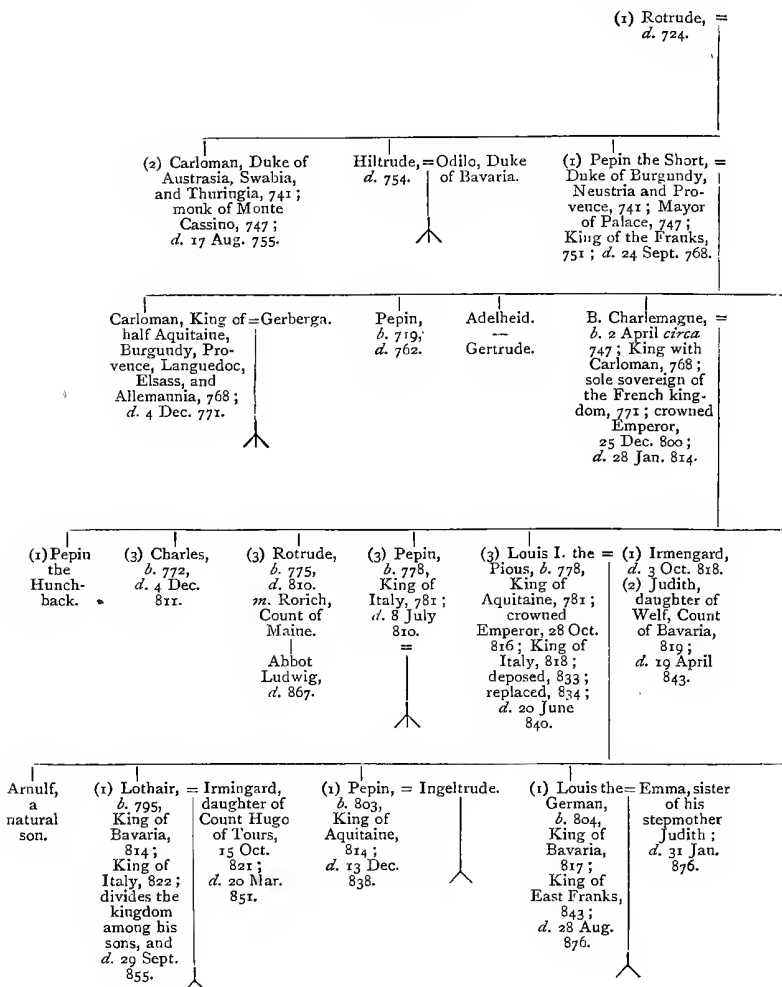 (1) Rotrude, =
d. 724.
(2) Carloman, Duke of
Austrasia, Swabia,
and Thuringia, 741 ;
monk of Monte
Cassino, 747 ;
d. 17 Aug. 755.
Hiltrude, = Odilo, Duke
d. 754. of Bavaria.
(1) Pepin the Short, =
Duke of Burgundy,
Neustria and Pro-
vence, 741 ; Mayor
of Palace, 747 ;
King of the Franks,
751 ; d. 24 Sept. 768.
Carloman, King of = Gerberga.
half Aquitaine,
Burgundy, Pro-
vence, Languedoc,
Elsass, and
Allemannia, 768 ;
d. 4 Dec. 771.
Pepin,
b. 719,
d. 762.
Adelheid.
—
Gertrude.
B. Charlemagne, =
b. 2 April circa
747 ; King with
Carloman, 768 ;
sole sovereign of
the French king-
dom, 771 ; crowned
Emperor,
25 Dec. 800 ;
d. 28 Jan. 814.
(1) Pepin
the
Hunch-
back.
(3) Charles,
b. 772,
d. 4 Dec.
811.
(3) Rotrude,
b. 775,
d. 810.
m. Rorich,
Count of
Maine.
Abbot
Ludwig,
d. 867.
(3) Pepin,
b. 778,
King of
Italy, 781 ;
d. 8 July
810.
=
(3) Louis I. the =
Pious, b. 778,
King of
Aquitaine, 781 ;
crowned
Emperor, 28 Oct.
816 ; King of
Italy, 818 ;
deposed, 833 ;
replaced, 834 ;
d. 20 June
840.
(1) Irmengard,
d. 3 Oct. 818.
(2) Judith,
daughter of
Welf, Count
of Bavaria,
819 ;
d. 19 April
843.
Arnulf,
a
natural
son.
(1) Lothair, =
b. 795,
King of
Bavaria,
814 ;
King of
Italy, 822 ;
divides the
kingdom
among his
sons, and
d. 29 Sept.
855.
Irmingard,
daughter of
Count Hugo
of Tours,
15 Oct.
821 ;
d. 20 Mar.
851.
(1) Pepin, = Ingeltrude.
b. 803,
King of
Aquitaine,
814 ;
d. 13 Dec.
838.
(1) Louis the =
German,
b. 804,
King of
Bavaria,
817 ;
King of
East Franks,
843 ;
d. 28 Aug.
876.
Emma, sister
of his
stepmother
Judith ;
d. 31 Jan.
876.